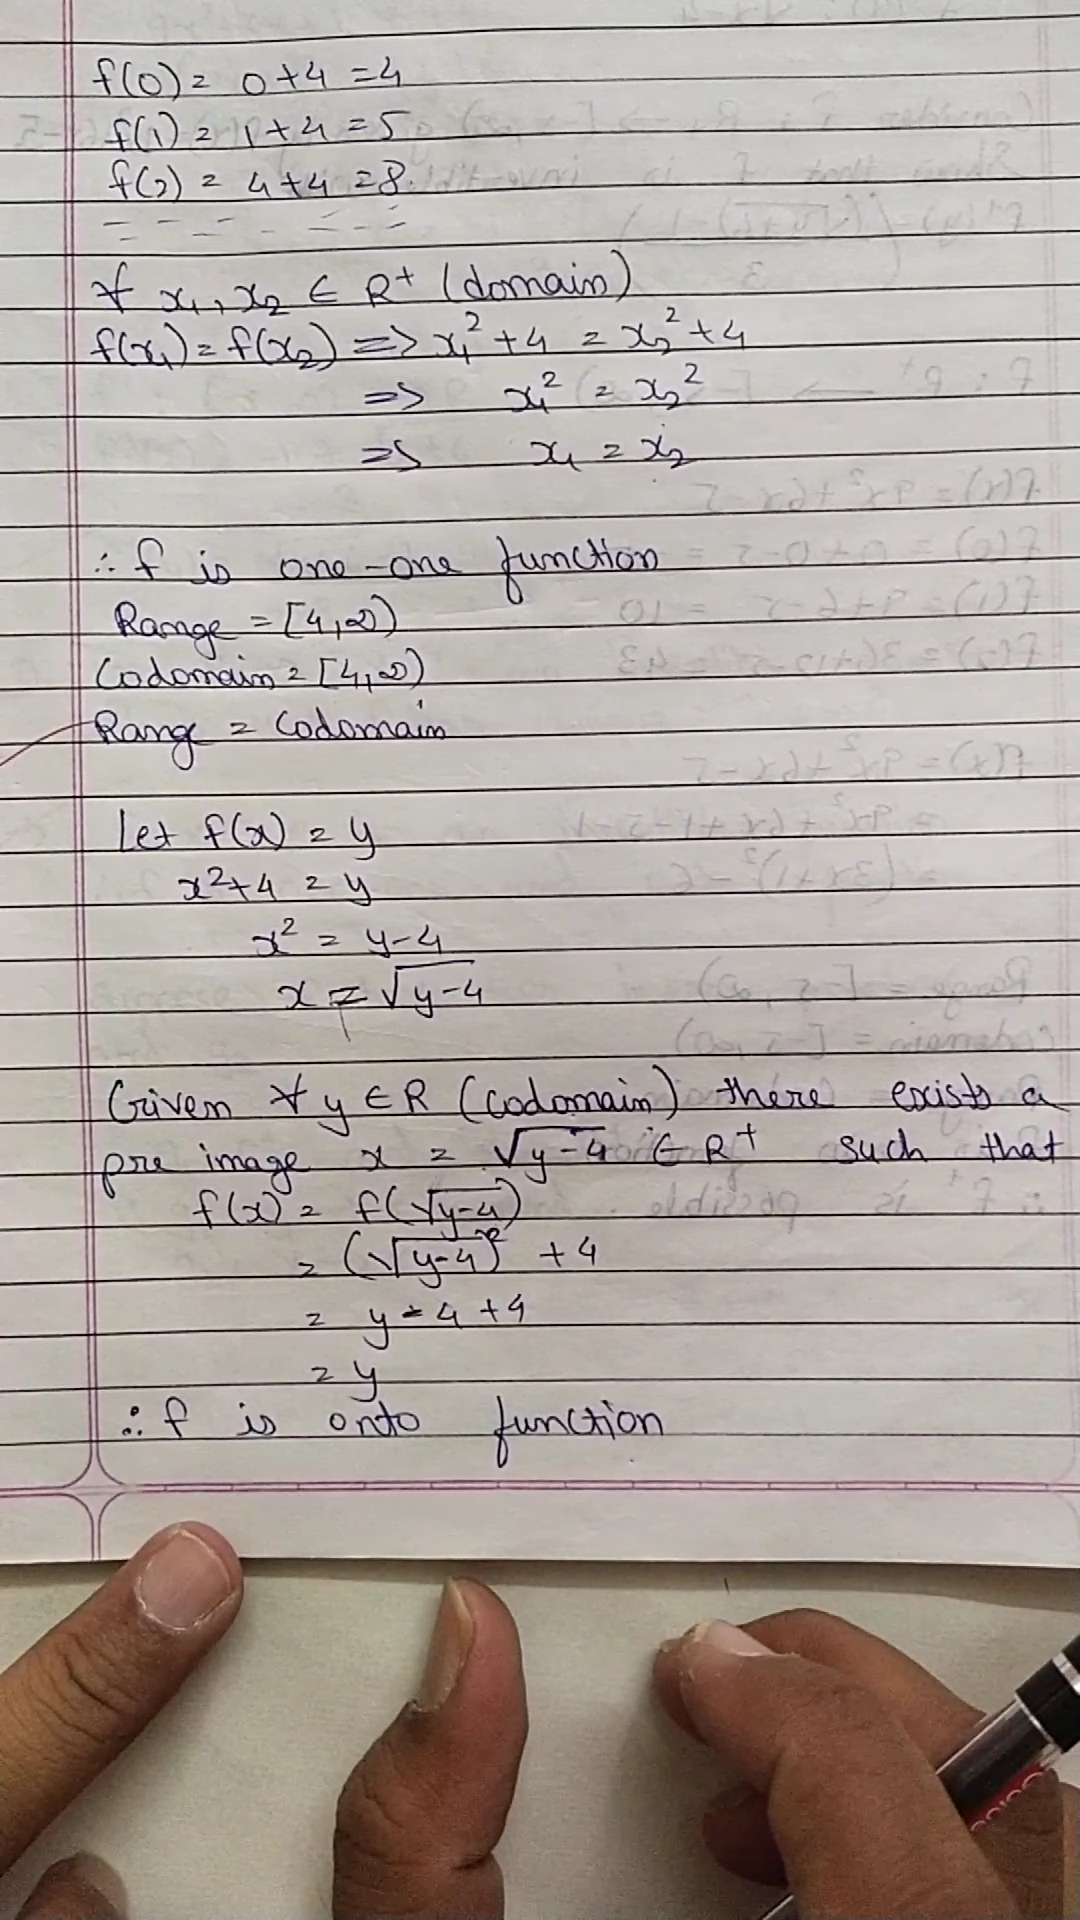 f(0) = 0+4 = 4
f(1) = 1+4 = 5
f(2) = 4+4 = 8
∀ x₁, x₂ ∈ R⁺ (domain)
f(x₁) = f(x₂) => x₁² + 4 = x₂² + 4
=> x₁² = x₂²
=> x₁ = x₂
∴ f is one-one function
Range = [4,∞)
Codomain = [4,∞)
Range = Codomain
Let f(x) = y
x²+4 = y
x² = y-4
x = √y-4
Given ∀ y ∈ R (codomain) there exists a
pre image x = √y-4 ∈ R⁺ such that
f(x) = f(√y-4)
= (√y-4)² + 4
= y-4+4
= y
∴ f is onto function